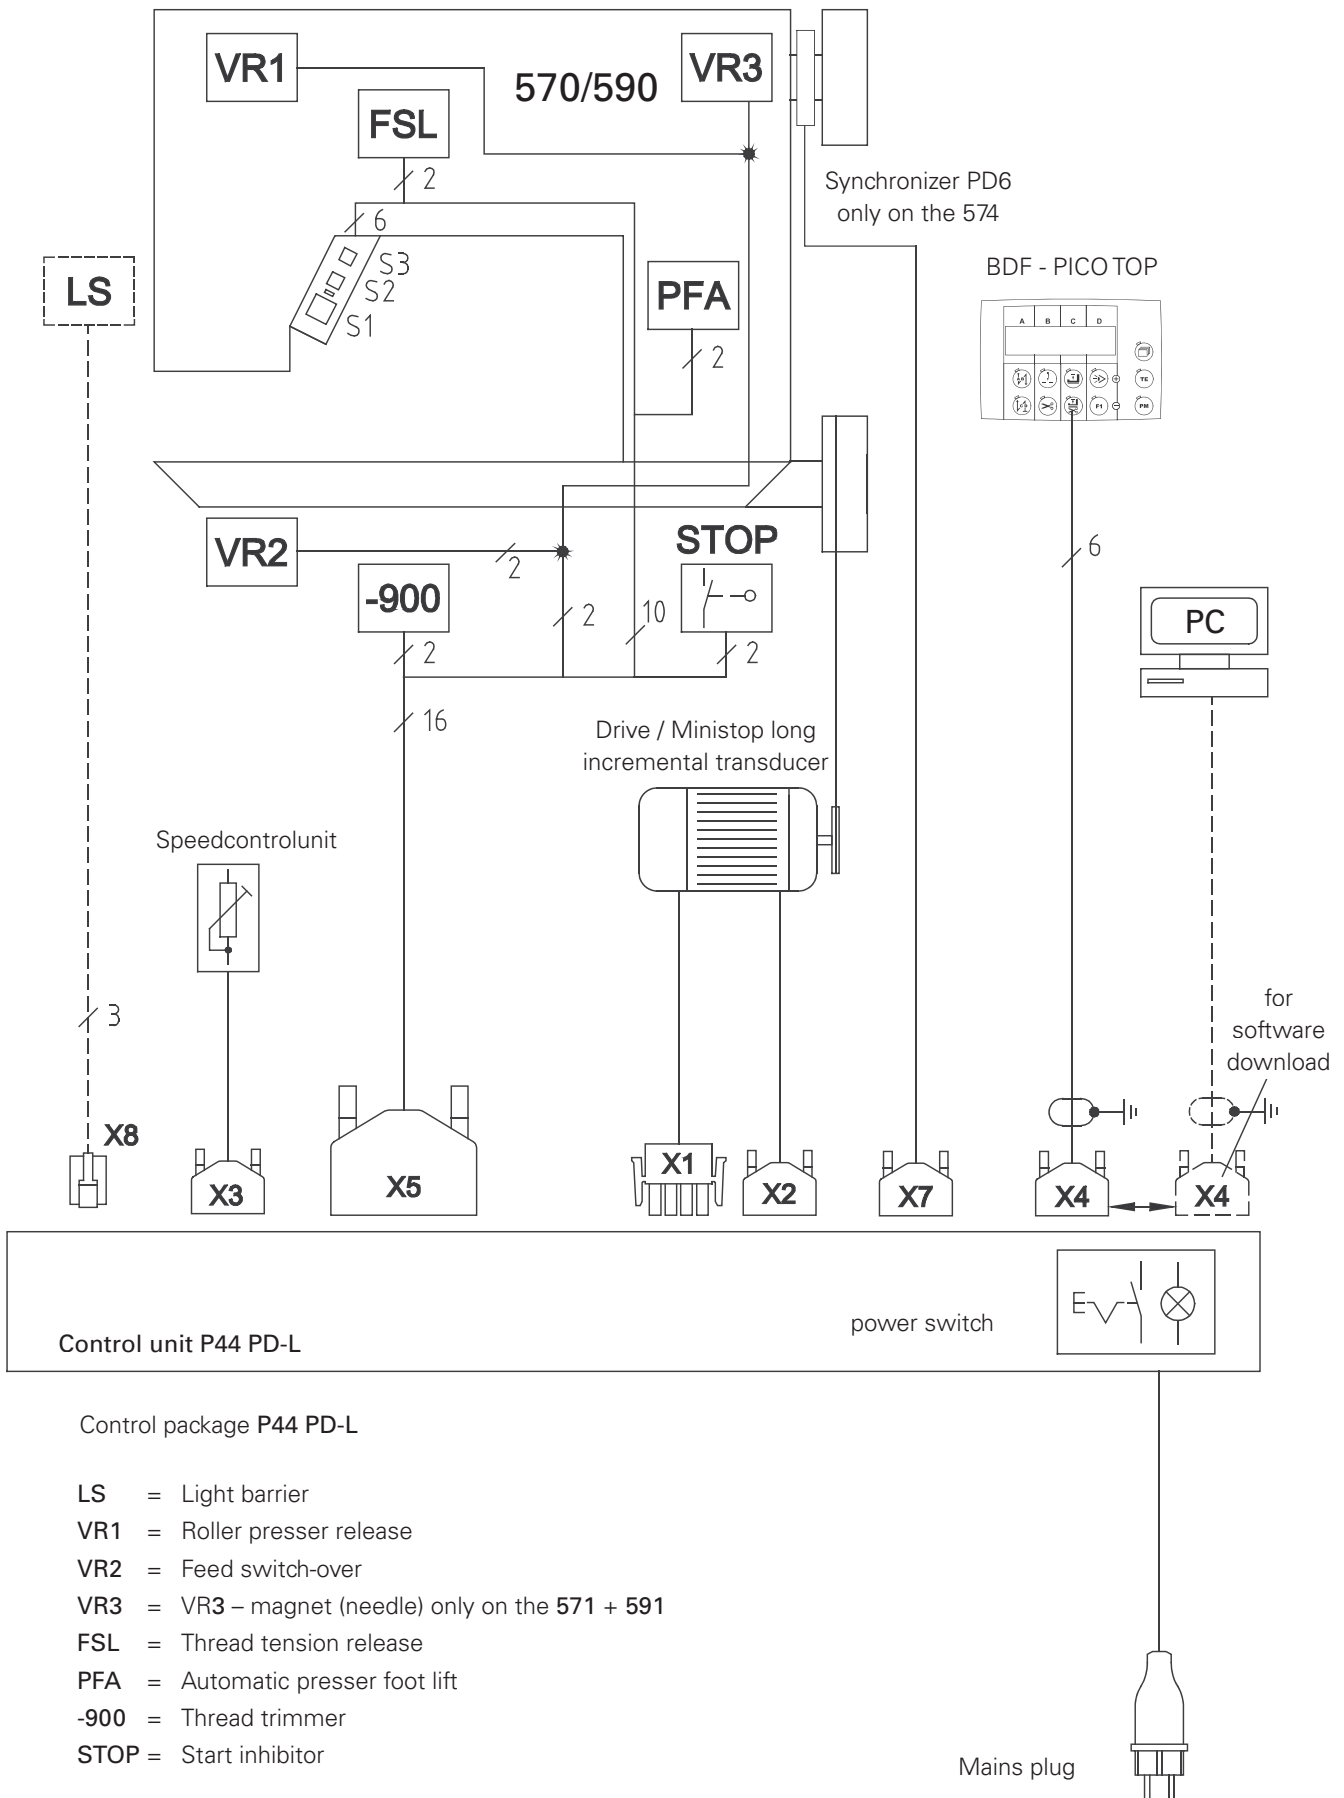 VR1
570/590
VR3
FSL
2
6
S3
S2
S1
Synchronizer PD6
only on the 574
LS
PFA
2
BDF - PICO TOP
A B C D
TE
F1
PM
VR2
2
STOP
-900
2
2
10
2
6
PC
16
Drive / Ministop long
incremental transducer
Speedcontrolunit
3
for
software
download
X8
X3
X5
X1
X2
X7
X4
X4
power switch
Control unit P44 PD-L
Control package P44 PD-L
LS = Light barrier
VR1 = Roller presser release
VR2 = Feed switch-over
VR3 = VR3 – magnet (needle) only on the 571 + 591
FSL = Thread tension release
PFA = Automatic presser foot lift
-900 = Thread trimmer
STOP = Start inhibitor
Mains plug